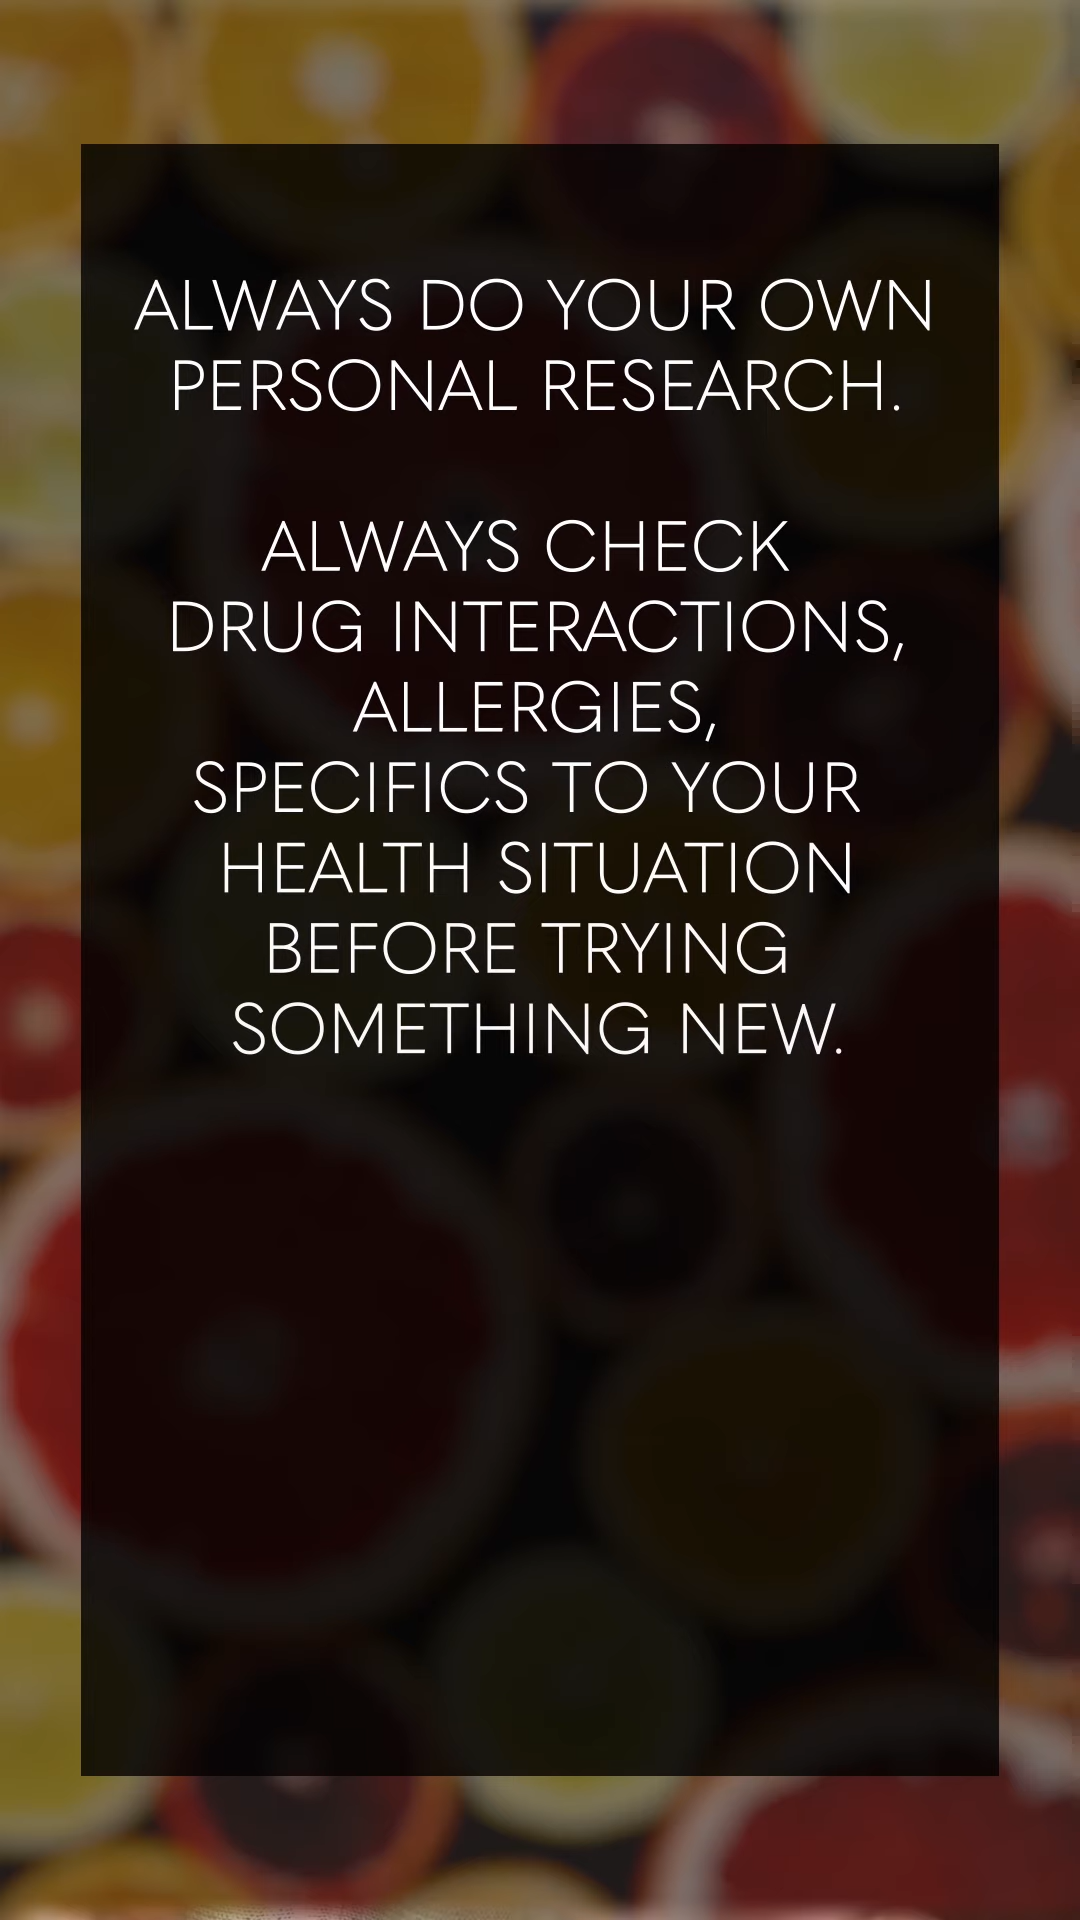 ALWAYS DO YOUR OWN
PERSONAL RESEARCH.
ALWAYS CHECK
DRUG INTERACTIONS,
ALLERGIES,
SPECIFICS TO YOUR
HEALTH SITUATION
BEFORE TRYING
SOMETHING NEW.